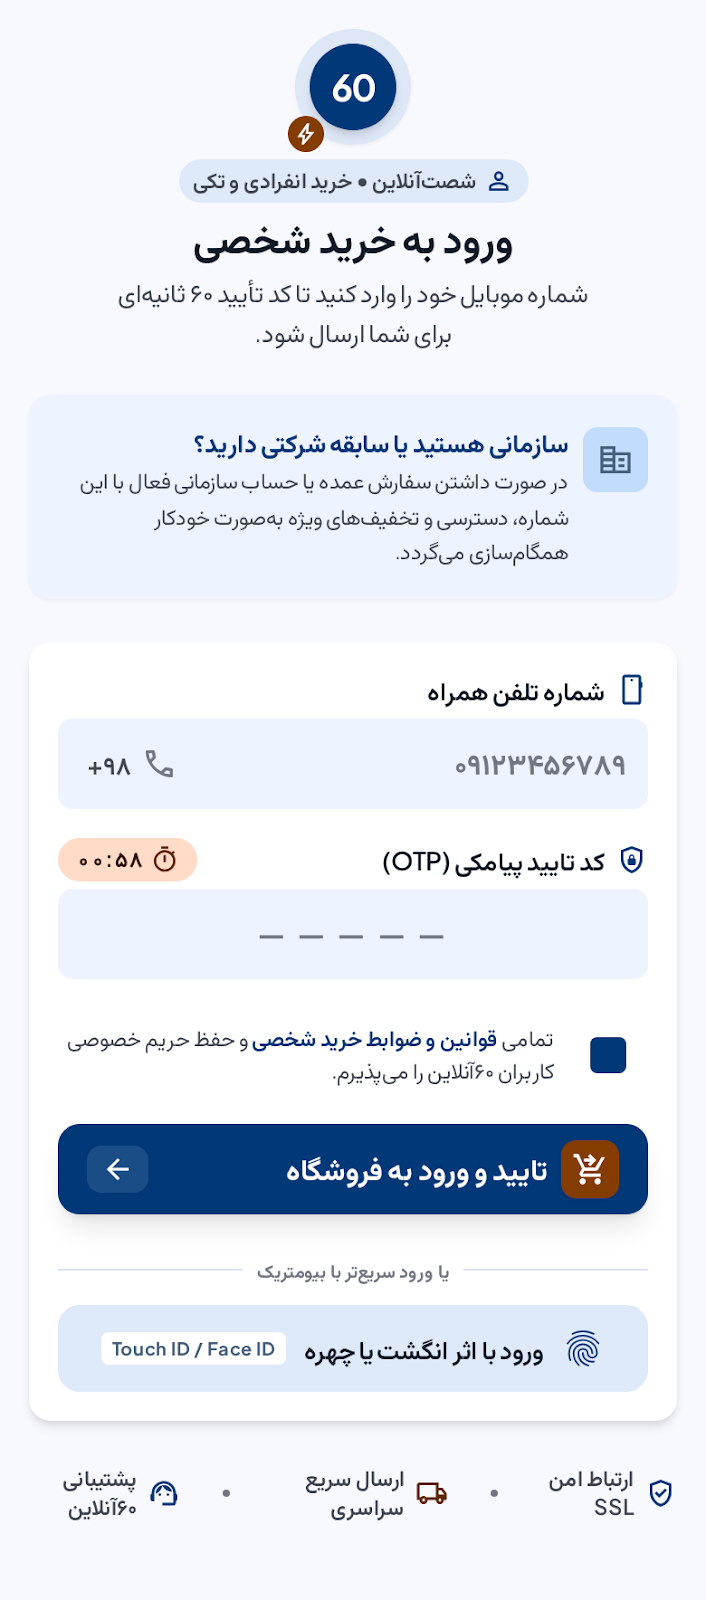 60
شصت‌آنلاین • خرید انفرادی و تکی
ورود به خرید شخصی
شماره موبایل خود را وارد کنید تا کد تأیید ۶۰ ثانیه‌ای
برای شما ارسال شود.
سازمانی هستید یا سابقه شرکتی دارید؟
در صورت داشتن سفارش عمده یا حساب سازمانی فعال با این
شماره، دسترسی و تخفیف‌های ویژه به‌صورت خودکار
همگام‌سازی می‌گردد.
شماره تلفن همراه
۰۹۱۲۳۴۵۶۷۸۹
+۹۸
کد تایید پیامکی (OTP)
۰۰:۵۸
— — — — —
تمامی قوانین و ضوابط خرید شخصی و حفظ حریم خصوصی
کاربران ۶۰آنلاین را می‌پذیرم.
تایید و ورود به فروشگاه
یا ورود سریع‌تر با بیومتریک
ورود با اثر انگشت یا چهره
Touch ID / Face ID
ارتباط امن
SSL
ارسال سریع
سراسری
پشتیبانی
۶۰آنلاین